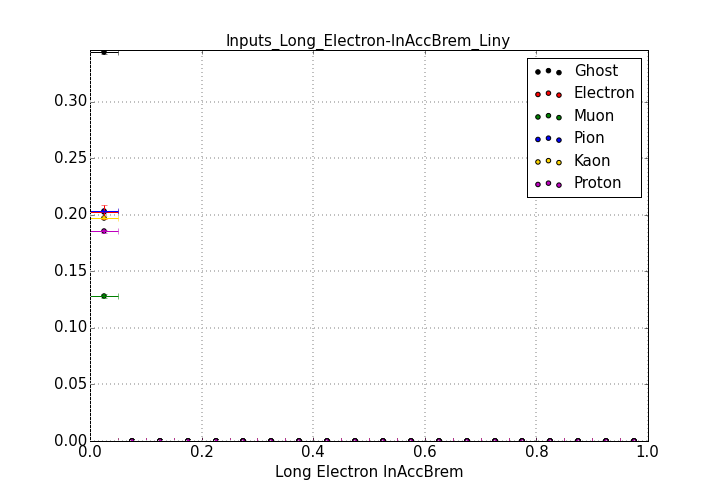 Inputs_Long_Electron-InAccBrem_Liny
Ghost
Electron
Muon
Pion
Kaon
Proton
0.30
0.25
0.20
0.15
0.10
0.05
0.00
0.0 0.2 0.4 0.6 0.8 1.0
Long Electron InAccBrem